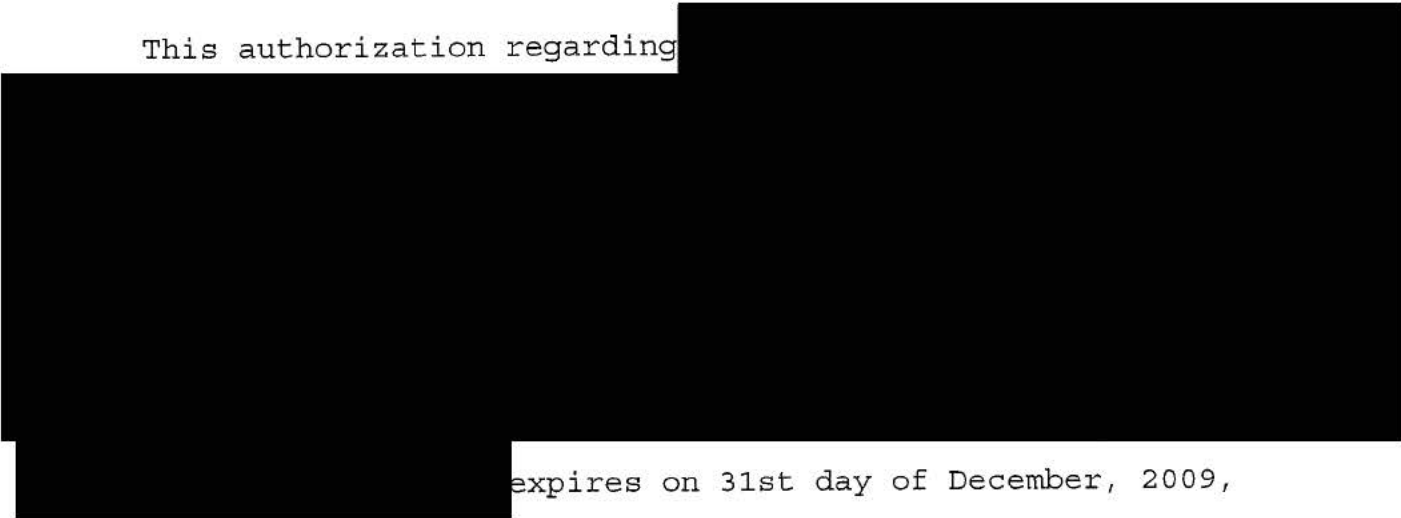 This authorization regarding
expires on 31st day of December, 2009,